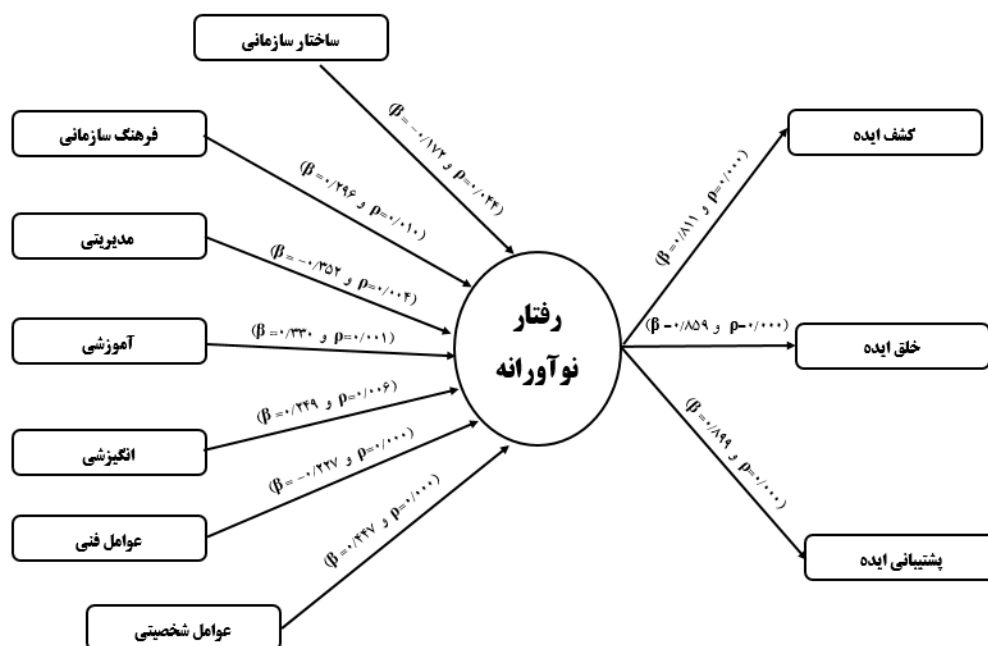 ساختار سازمانی
(β = -۰/۱۷۲ و ρ=۰/۰۴۴)
فرهنگ سازمانی
(β =۰/۲۹۶ و ρ=۰/۰۱۰)
مدیریتی
(β = -۰/۳۵۲ و ρ=۰/۰۰۴)
آموزشی
(β =۰/۳۳۰ و ρ=۰/۰۰۱)
انگیزشی
(β =۰/۲۴۹ و ρ=۰/۰۰۶)
عوامل فنی
(β = -۰/۲۲۷ و ρ=۰/۰۰۰)
عوامل شخصیتی
(β =۰/۴۴۷ و ρ=۰/۰۰۰)
رفتار
نوآورانه
کشف ایده
(β =۰/۸۱۱ و ρ=۰/۰۰۰)
خلق ایده
(β =۰/۸۵۹ و ρ=۰/۰۰۰)
پشتیبانی ایده
(β =۰/۸۹۹ و ρ=۰/۰۰۰)